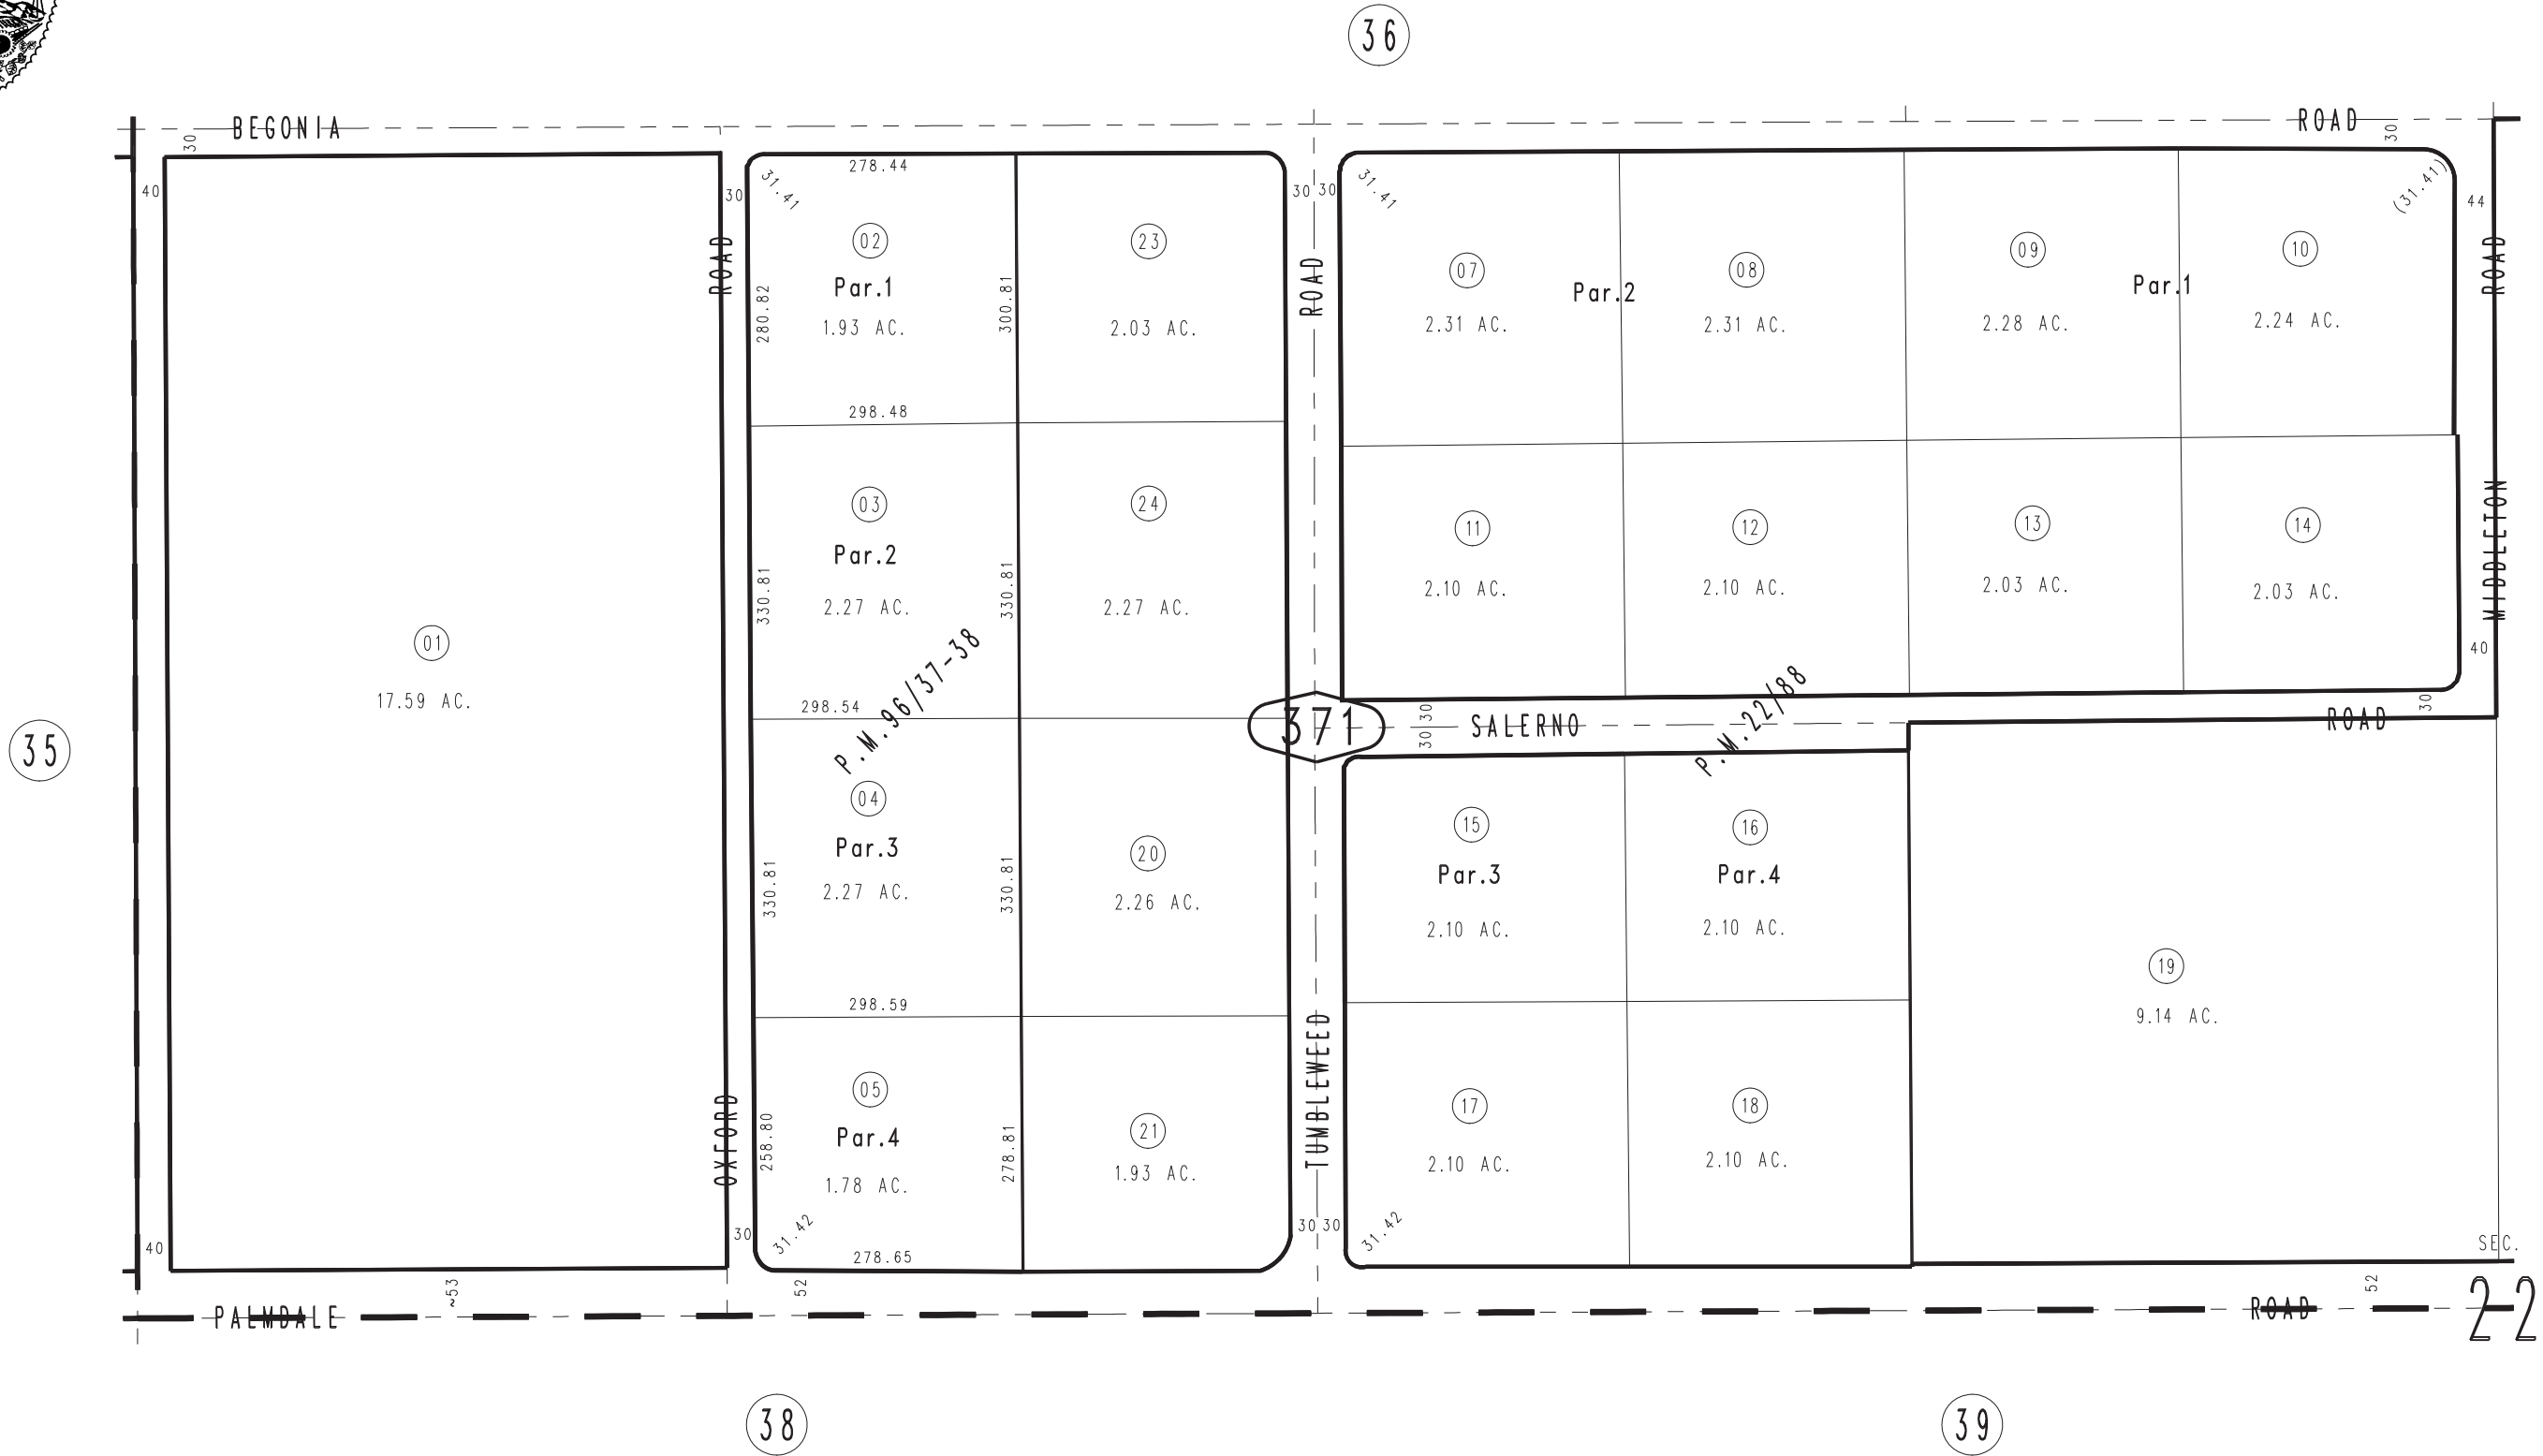 36
BEGONIA
ROAD
30
30
40
30
278.44
31.41
30 30
31.41
(31.41)
44
ROAD
ROAD
ROAD
02
Par.1
1.93 AC.
280.82
300.81
23
2.03 AC.
07
2.31 AC.
Par.2
08
2.31 AC.
09
2.28 AC.
Par.1
10
2.24 AC.
298.48
03
Par.2
2.27 AC.
330.81
330.81
24
2.27 AC.
11
2.10 AC.
12
2.10 AC.
13
2.03 AC.
14
2.03 AC.
MIDDLETON
40
01
17.59 AC.
P.M.96/37-38
P.M.22/88
298.54
371
30 30
SALERNO
ROAD
30
35
04
Par.3
2.27 AC.
330.81
330.81
20
2.26 AC.
15
Par.3
2.10 AC.
16
Par.4
2.10 AC.
19
9.14 AC.
298.59
05
Par.4
1.78 AC.
258.80
278.81
21
1.93 AC.
17
2.10 AC.
18
2.10 AC.
OXFORD
TUMBLEWEED
40
30
31.42
278.65
30 30
31.42
SEC.
22
~53
52
52
PALMDALE
ROAD
38
39